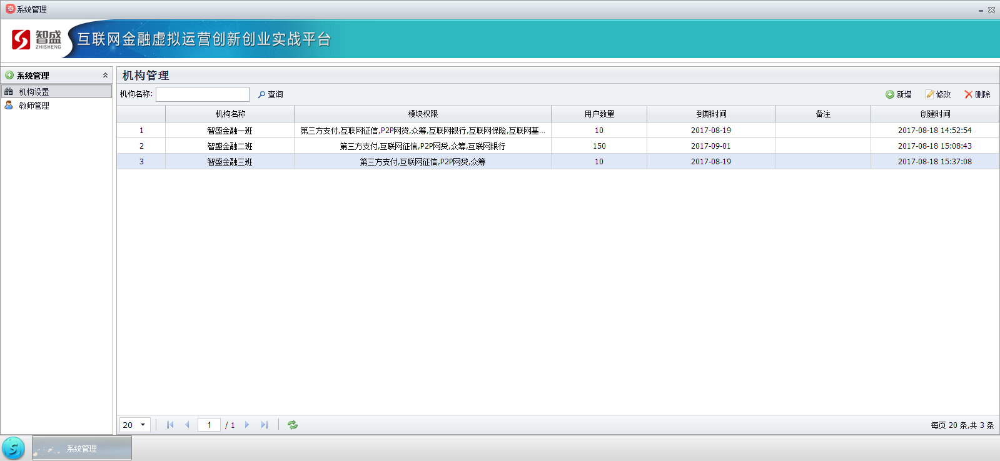 系统管理
智盛
ZHISHENG
互联网金融虚拟运营创新创业实战平台
系统管理
机构设置
教师管理
机构管理
机构名称: 查询 新增 修改 删除
机构名称 模块权限 用户数量 到期时间 备注 创建时间
1 智盛金融一班 第三方支付,互联网征信,P2P网贷,众筹,互联网银行,互联网保险,互联网基... 10 2017-08-19 2017-08-18 14:52:54
2 智盛金融二班 第三方支付,互联网征信,P2P网贷,众筹,互联网银行 150 2017-09-01 2017-08-18 15:08:43
3 智盛金融三班 第三方支付,互联网征信,P2P网贷,众筹 10 2017-08-19 2017-08-18 15:37:08
20 1 / 1 每页 20 条,共 3 条
系统管理